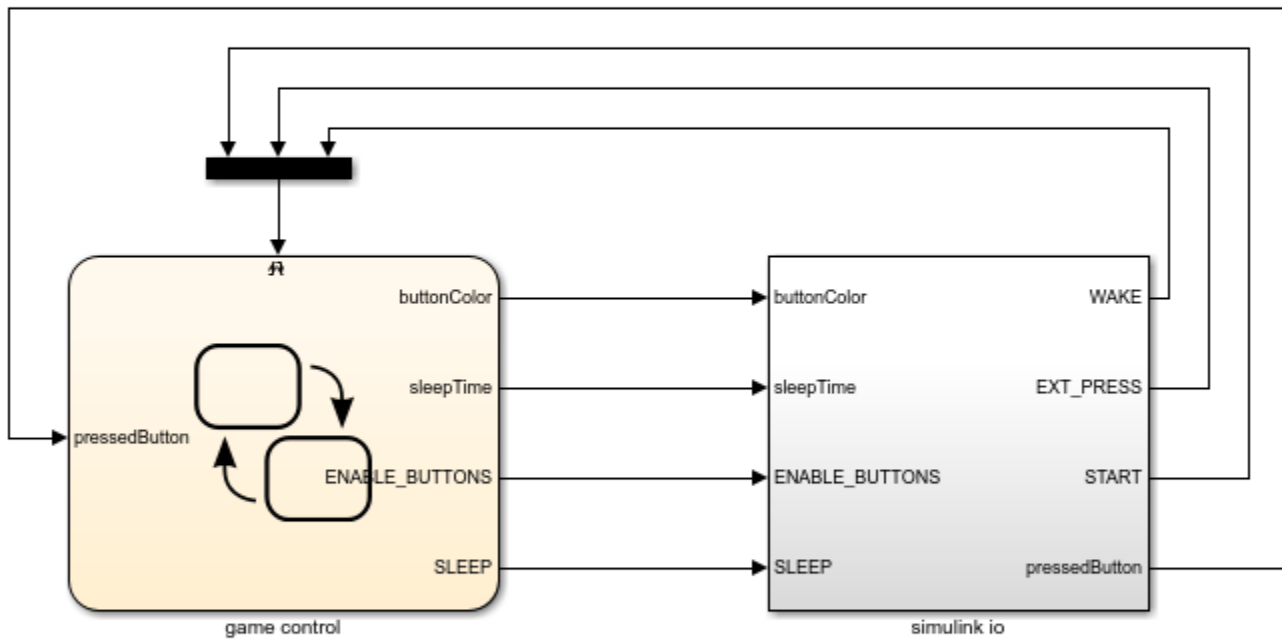 buttonColor
buttonColor
WAKE
sleepTime
sleepTime
EXT_PRESS
pressedButton
ENABLE_BUTTONS
ENABLE_BUTTONS
START
SLEEP
SLEEP
pressedButton
game control
simulink io